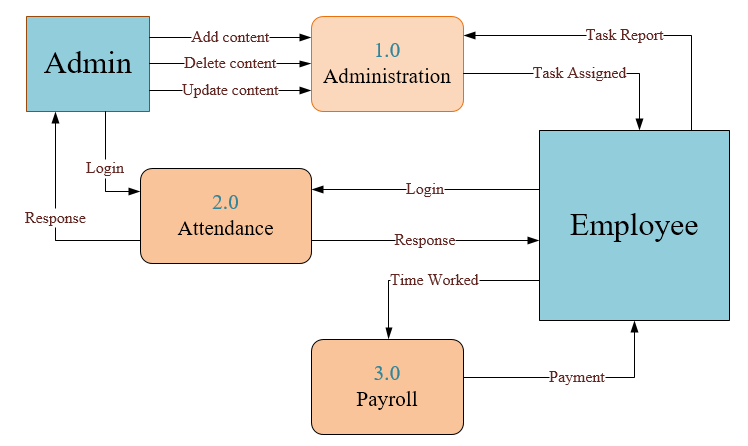 Admin
Add content
Delete content
Update content
1.0
Administration
Task Report
Task Assigned
Login
Response
2.0
Attendance
Login
Response
Employee
Time Worked
3.0
Payroll
Payment